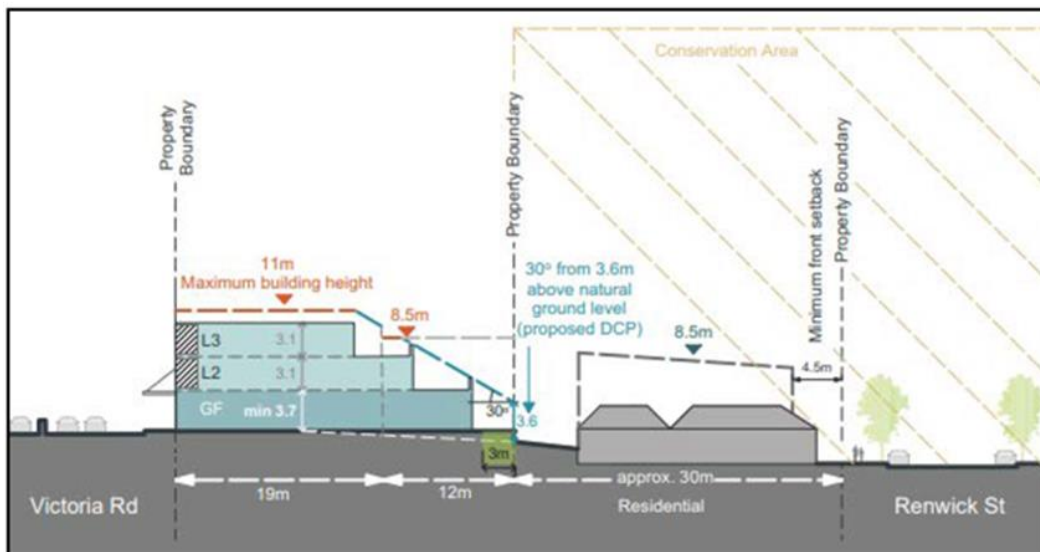 Conservation Area
Property
Boundary
Property Boundary
Minimum front setback
Property Boundary
11m
Maximum building height
8.5m
30° from 3.6m
above natural
ground level
(proposed DCP)
8.5m
4.5m
L3
3.1
L2
3.1
GF
min 3.7
30°
3.6
3m
19m
12m
approx. 30m
Victoria Rd
Residential
Renwick St